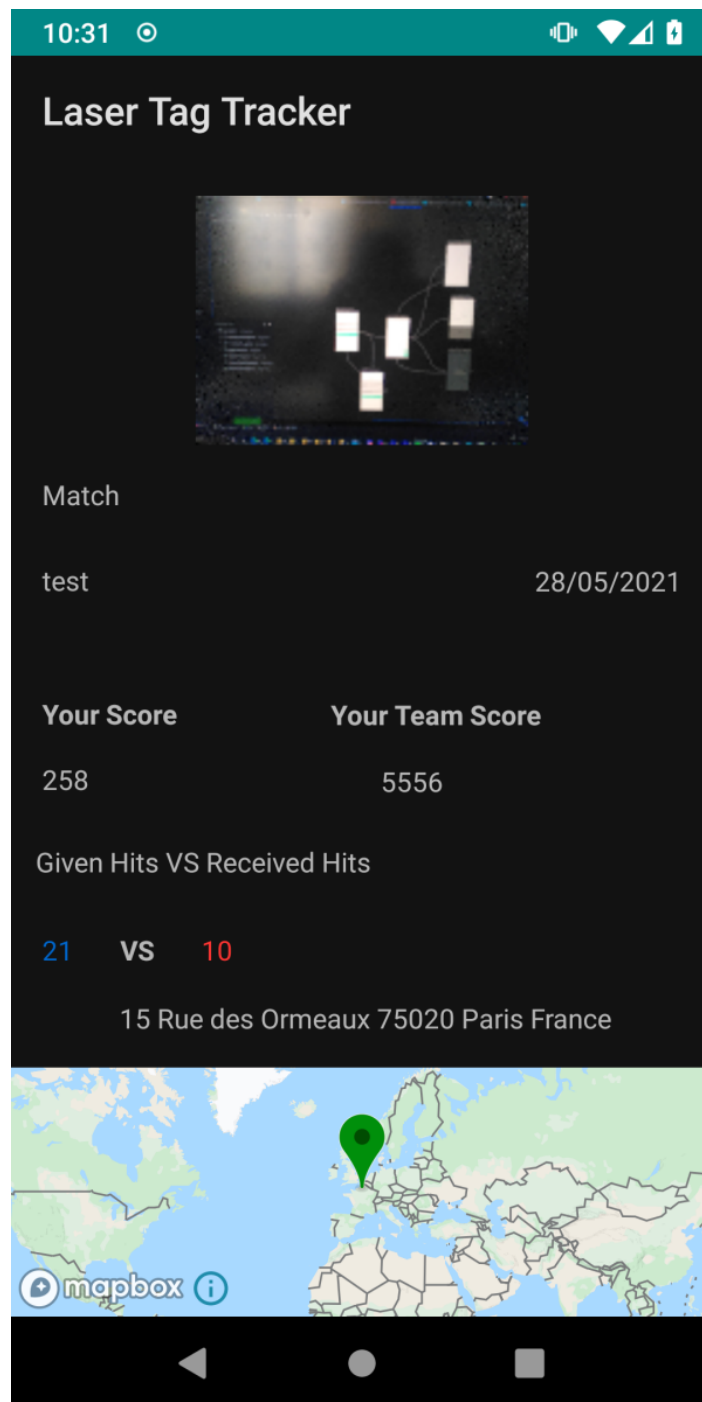 10:31
Laser Tag Tracker
Match
test 28/05/2021
Your Score Your Team Score
258 5556
Given Hits VS Received Hits
21 VS 10
15 Rue des Ormeaux 75020 Paris France
mapbox